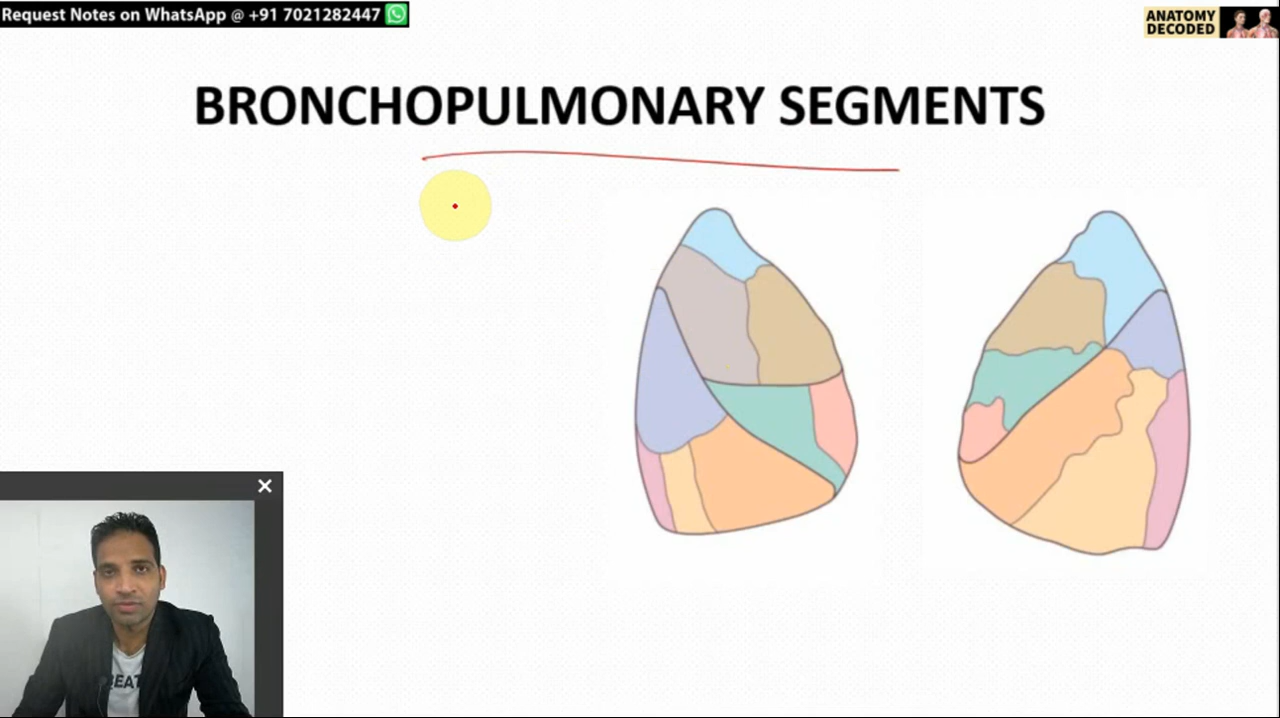 Request Notes on WhatsApp @ +91 7021282447
ANATOMY
DECODED
BRONCHOPULMONARY SEGMENTS